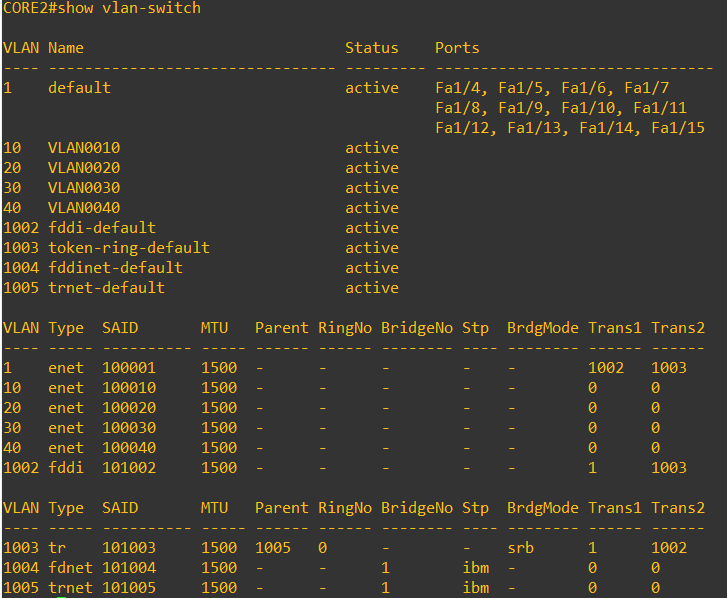 CORE2#show vlan-switch
VLAN Name                             Status    Ports
---- -------------------------------- --------- -------------------------------
1    default                          active    Fa1/4, Fa1/5, Fa1/6, Fa1/7
                                                Fa1/8, Fa1/9, Fa1/10, Fa1/11
                                                Fa1/12, Fa1/13, Fa1/14, Fa1/15
10   VLAN0010                         active
20   VLAN0020                         active
30   VLAN0030                         active
40   VLAN0040                         active
1002 fddi-default                     active
1003 token-ring-default               active
1004 fddinet-default                  active
1005 trnet-default                    active
VLAN Type  SAID       MTU   Parent RingNo BridgeNo Stp  BrdgMode Trans1 Trans2
---- ----- ---------- ----- ------ ------ -------- ---- -------- ------ ------
1    enet  100001     1500  -      -      -        -    -        1002   1003
10   enet  100010     1500  -      -      -        -    -        0      0
20   enet  100020     1500  -      -      -        -    -        0      0
30   enet  100030     1500  -      -      -        -    -        0      0
40   enet  100040     1500  -      -      -        -    -        0      0
1002 fddi  101002     1500  -      -      -        -    -        1      1003
VLAN Type  SAID       MTU   Parent RingNo BridgeNo Stp  BrdgMode Trans1 Trans2
---- ----- ---------- ----- ------ ------ -------- ---- -------- ------ ------
1003 tr    101003     1500  1005   0      -        -    srb      1      1002
1004 fdnet 101004     1500  -      -      1        ibm  -        0      0
1005 trnet 101005     1500  -      -      1        ibm  -        0      0